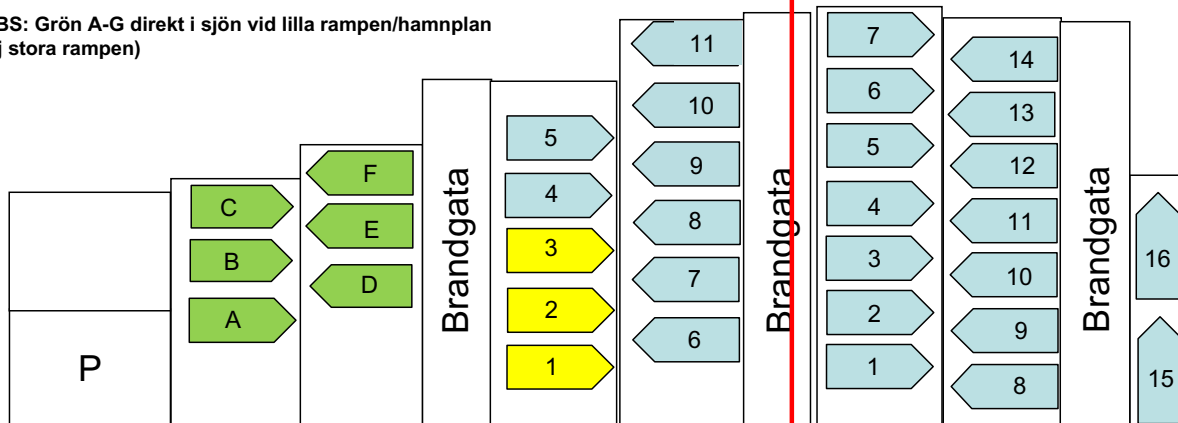 BS: Grön A-G direkt i sjön vid lilla rampen/hamnplan
j stora rampen)
P
C
B
A
F
E
D
Brandgata
5
4
3
2
1
11
10
9
8
7
6
Brandgata
7
6
5
4
3
2
1
14
13
12
11
10
9
8
Brandgata
16
15